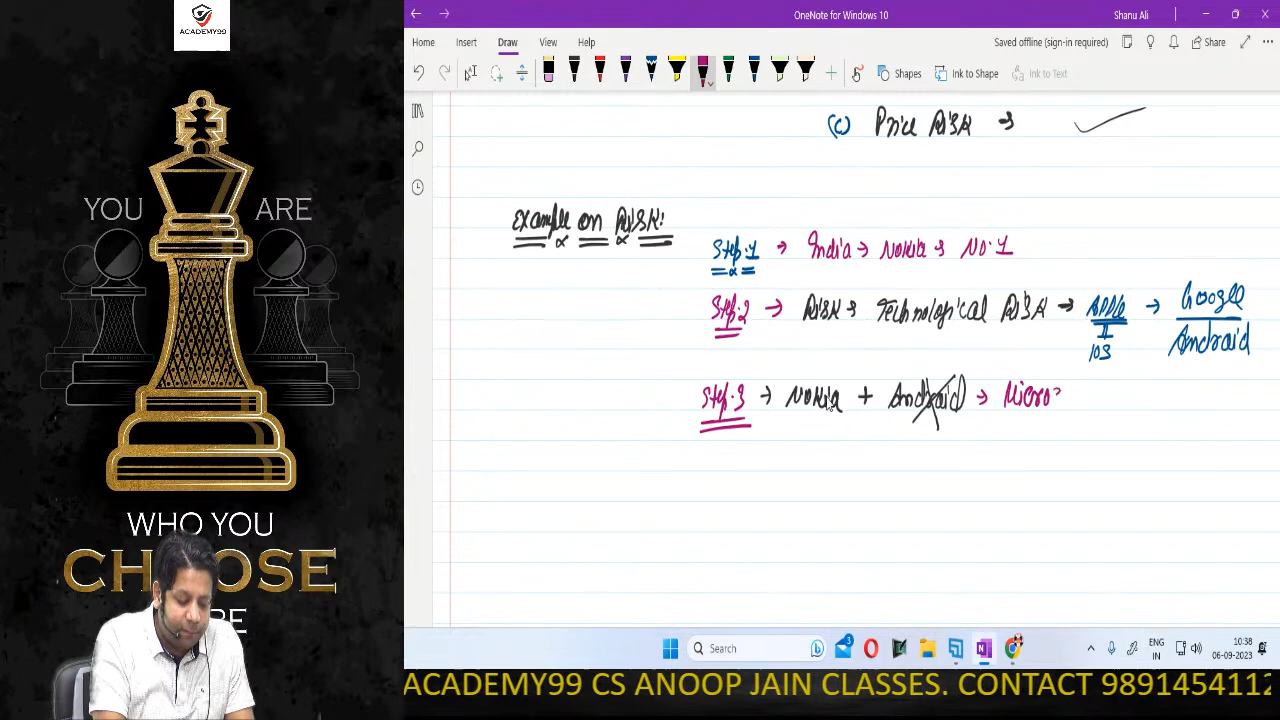 ACADEMY99
YOU ARE
WHO YOU
CHOOSE
OneNote for Windows 10
Shanu Ali
Home Insert Draw View Help
Saved offline (sign-in required)
Share
Shapes Ink to Shape Ink to Text
(c) Price Risk →
Example on Risk:
Step.1 → India → Nokia → No.1
Step.2 → Risk → Technological Risk → Apple → Google
ios Android
Step.3 → Nokia + Android → Micro
Search
3
ENG
IN
10:38
06-09-2023
ACADEMY99 CS ANOOP JAIN CLASSES. CONTACT 9891454112